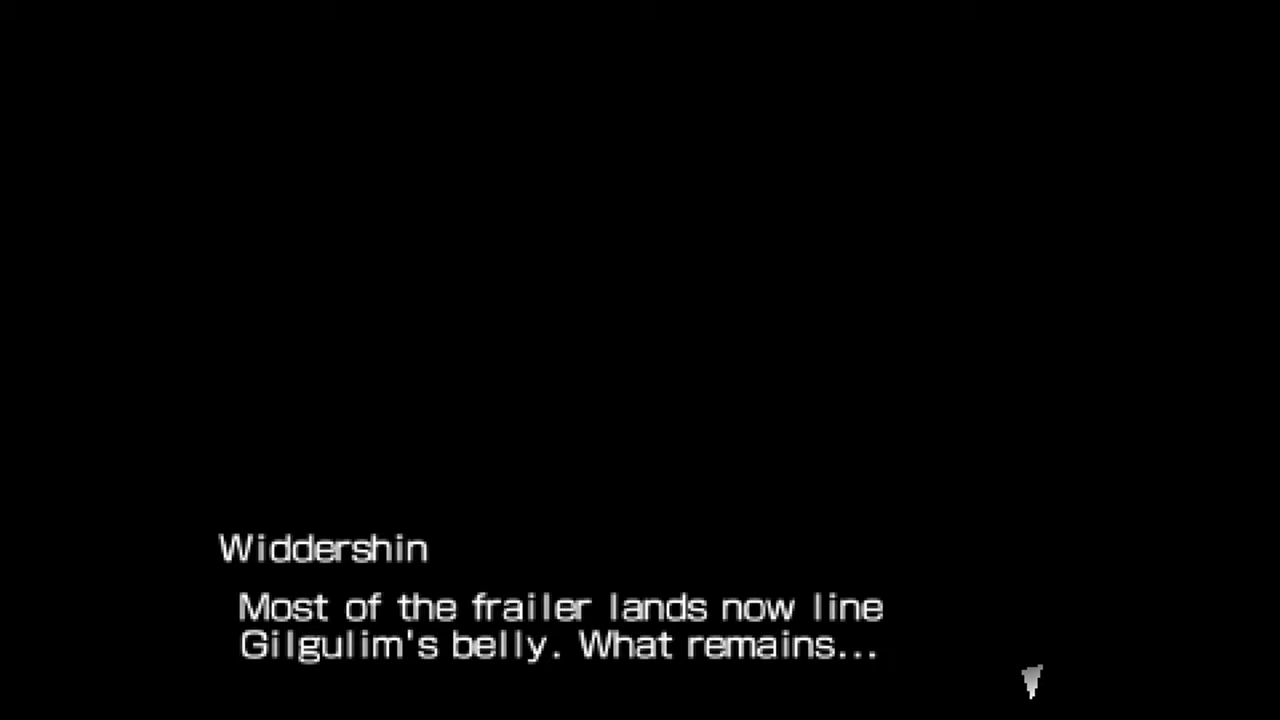 Widdershin
Most of the frailer lands now line
Gilgulim's belly. What remains...